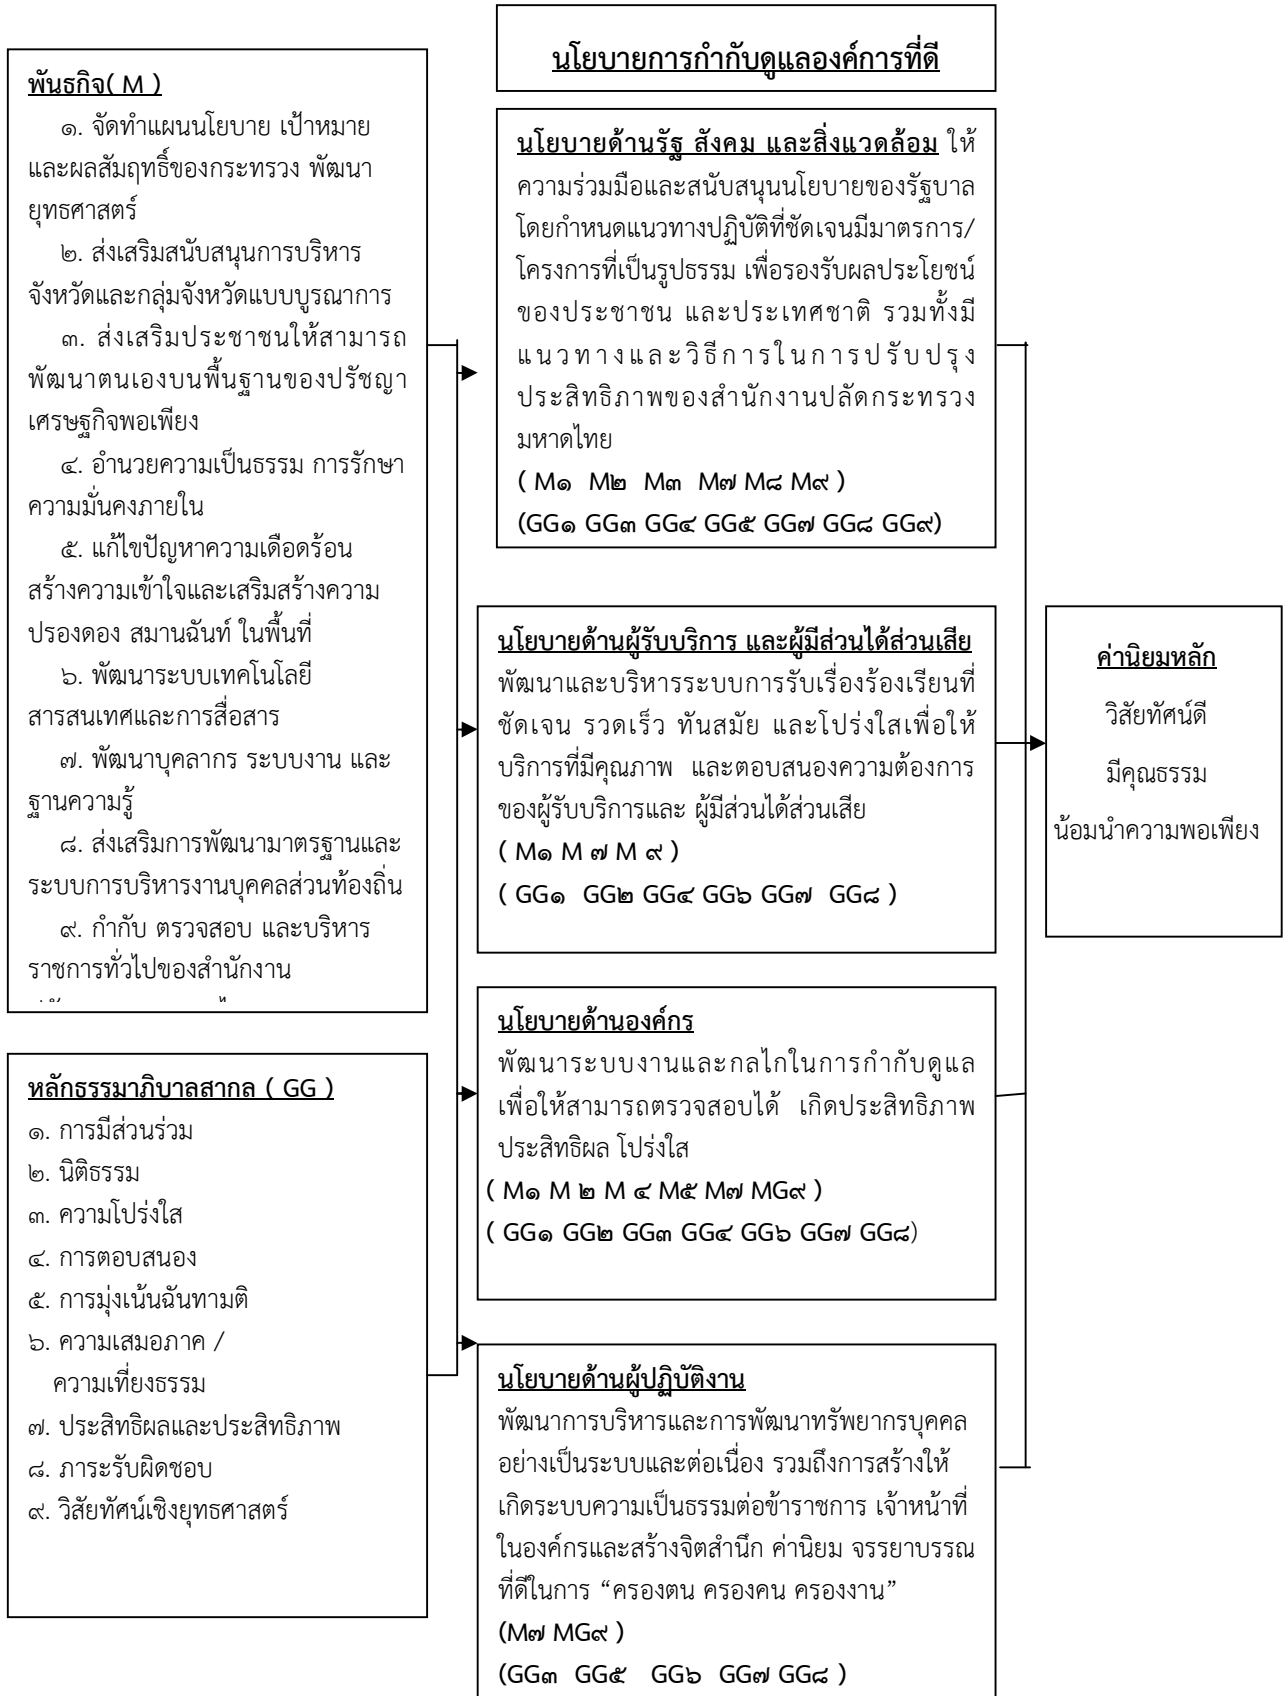 นโยบายการกำกับดูแลองค์การที่ดี
พันธกิจ( M )
๑. จัดทำแผนนโยบาย เป้าหมาย
และผลสัมฤทธิ์ของกระทรวง พัฒนา
ยุทธศาสตร์
๒. ส่งเสริมสนับสนุนการบริหาร
จังหวัดและกลุ่มจังหวัดแบบบูรณาการ
๓. ส่งเสริมประชาชนให้สามารถ
พัฒนาตนเองบนพื้นฐานของปรัชญา
เศรษฐกิจพอเพียง
๔. อำนวยความเป็นธรรม การรักษา
ความมั่นคงภายใน
๕. แก้ไขปัญหาความเดือดร้อน
สร้างความเข้าใจและเสริมสร้างความ
ปรองดอง สมานฉันท์ ในพื้นที่
๖. พัฒนาระบบเทคโนโลยี
สารสนเทศและการสื่อสาร
๗. พัฒนาบุคลากร ระบบงาน และ
ฐานความรู้
๘. ส่งเสริมการพัฒนามาตรฐานและ
ระบบการบริหารงานบุคคลส่วนท้องถิ่น
๙. กำกับ ตรวจสอบ และบริหาร
ราชการทั่วไปของสำนักงาน
หลักธรรมาภิบาลสากล ( GG )
๑. การมีส่วนร่วม
๒. นิติธรรม
๓. ความโปร่งใส
๔. การตอบสนอง
๕. การมุ่งเน้นฉันทามติ
๖. ความเสมอภาค /
ความเที่ยงธรรม
๗. ประสิทธิผลและประสิทธิภาพ
๘. ภาระรับผิดชอบ
๙. วิสัยทัศน์เชิงยุทธศาสตร์
นโยบายด้านรัฐ สังคม และสิ่งแวดล้อม ให้
ความร่วมมือและสนับสนุนนโยบายของรัฐบาล
โดยกำหนดแนวทางปฏิบัติที่ชัดเจนมีมาตรการ/
โครงการที่เป็นรูปธรรม เพื่อรองรับผลประโยชน์
ของประชาชน และประเทศชาติ รวมทั้งมี
แนวทางและวิธีการในการปรับปรุง
ประสิทธิภาพของสำนักงานปลัดกระทรวง
มหาดไทย
( M๑ M๒ M๓ M๗ M๘ M๙ )
(GG๑ GG๓ GG๔ GG๕ GG๗ GG๘ GG๙)
นโยบายด้านผู้รับบริการ และผู้มีส่วนได้ส่วนเสีย
พัฒนาและบริหารระบบการรับเรื่องร้องเรียนที่
ชัดเจน รวดเร็ว ทันสมัย และโปร่งใสเพื่อให้
บริการที่มีคุณภาพ และตอบสนองความต้องการ
ของผู้รับบริการและ ผู้มีส่วนได้ส่วนเสีย
( M๑ M ๗ M ๙ )
( GG๑ GG๒ GG๔ GG๖ GG๗ GG๘ )
นโยบายด้านองค์กร
พัฒนาระบบงานและกลไกในการกำกับดูแล
เพื่อให้สามารถตรวจสอบได้ เกิดประสิทธิภาพ
ประสิทธิผล โปร่งใส
( M๑ M ๒ M ๔ M๕ M๗ MG๙ )
( GG๑ GG๒ GG๓ GG๔ GG๖ GG๗ GG๘)
นโยบายด้านผู้ปฏิบัติงาน
พัฒนาการบริหารและการพัฒนาทรัพยากรบุคคล
อย่างเป็นระบบและต่อเนื่อง รวมถึงการสร้างให้
เกิดระบบความเป็นธรรมต่อข้าราชการ เจ้าหน้าที่
ในองค์กรและสร้างจิตสำนึก ค่านิยม จรรยาบรรณ
ที่ดีในการ “ครองตน ครองคน ครองงาน”
(M๗ MG๙ )
(GG๓ GG๕ GG๖ GG๗ GG๘ )
ค่านิยมหลัก
วิสัยทัศน์ดี
มีคุณธรรม
น้อมนำความพอเพียง